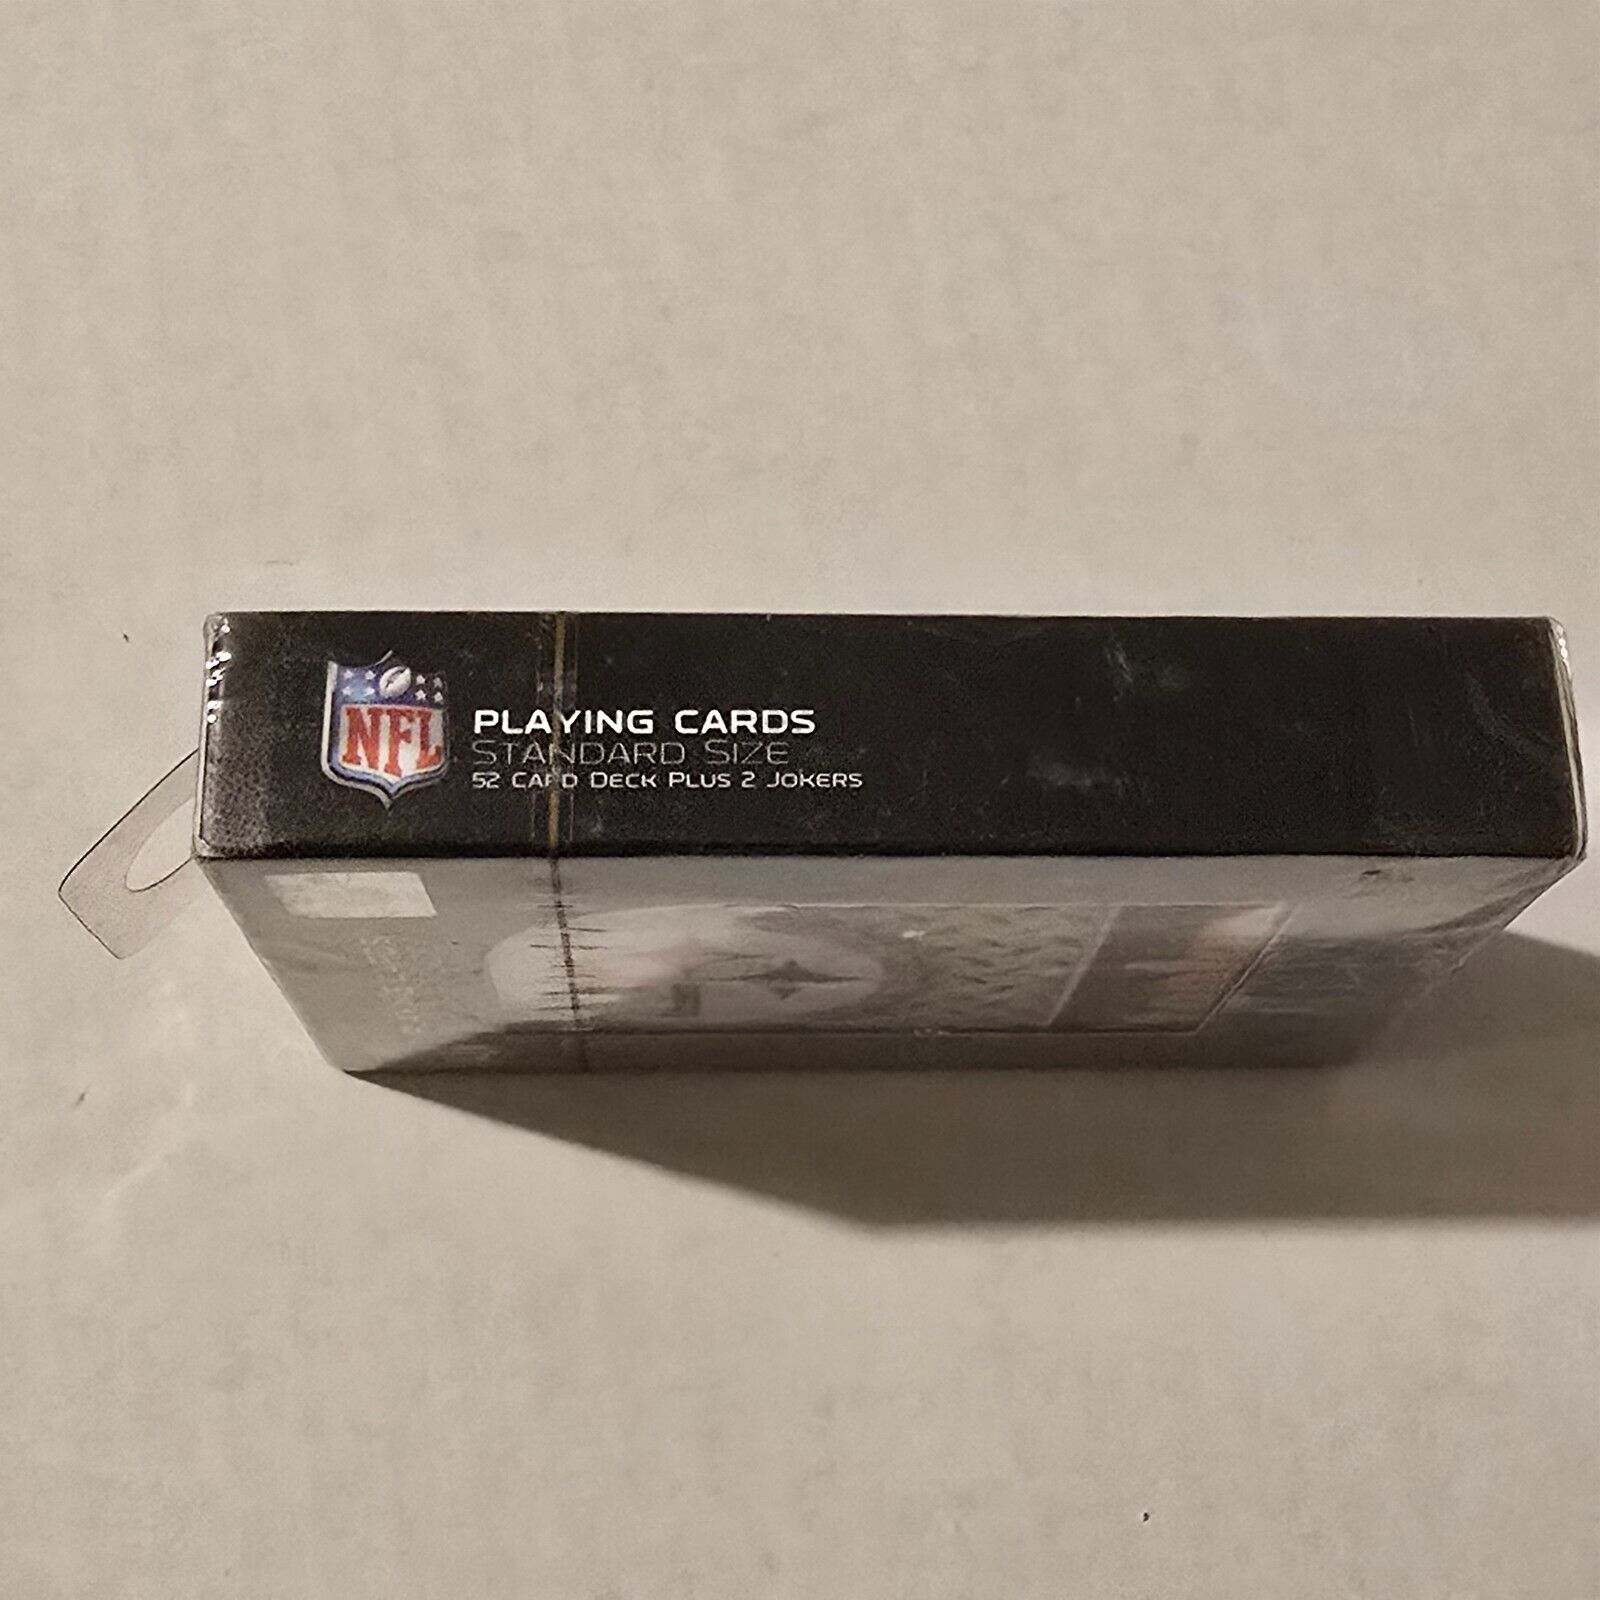 NFL
PLAYING CARDS
STANDARD SIZE
52 CARD DECK PLUS 2 JOKERS